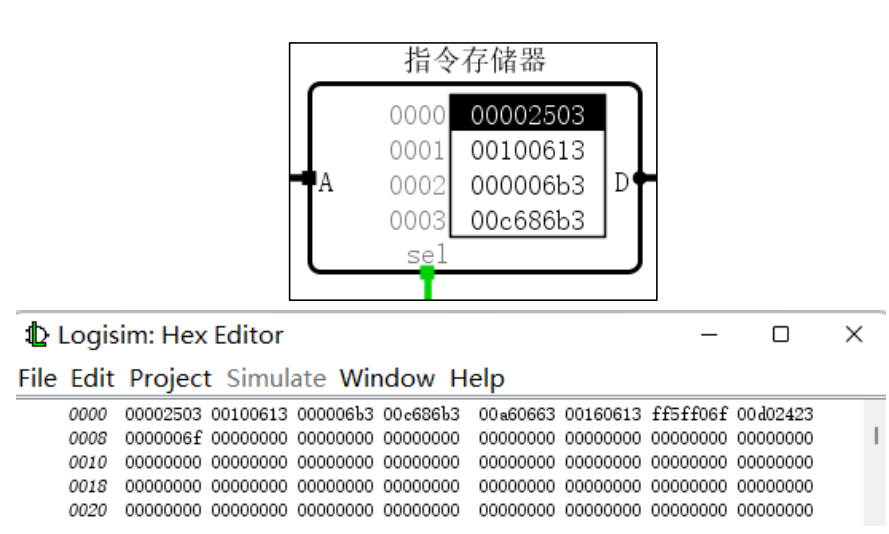 指令存储器
0000 00002503
0001 00100613
A 0002 000006b3 D
0003 00c686b3
sel
Logisim: Hex Editor
File Edit Project Simulate Window Help
0000 00002503 00100613 000006b3 00c686b3 00a60663 00160613 ff5ff06f 00d02423
0008 0000006f 00000000 00000000 00000000 00000000 00000000 00000000 00000000
0010 00000000 00000000 00000000 00000000 00000000 00000000 00000000 00000000
0018 00000000 00000000 00000000 00000000 00000000 00000000 00000000 00000000
0020 00000000 00000000 00000000 00000000 00000000 00000000 00000000 00000000